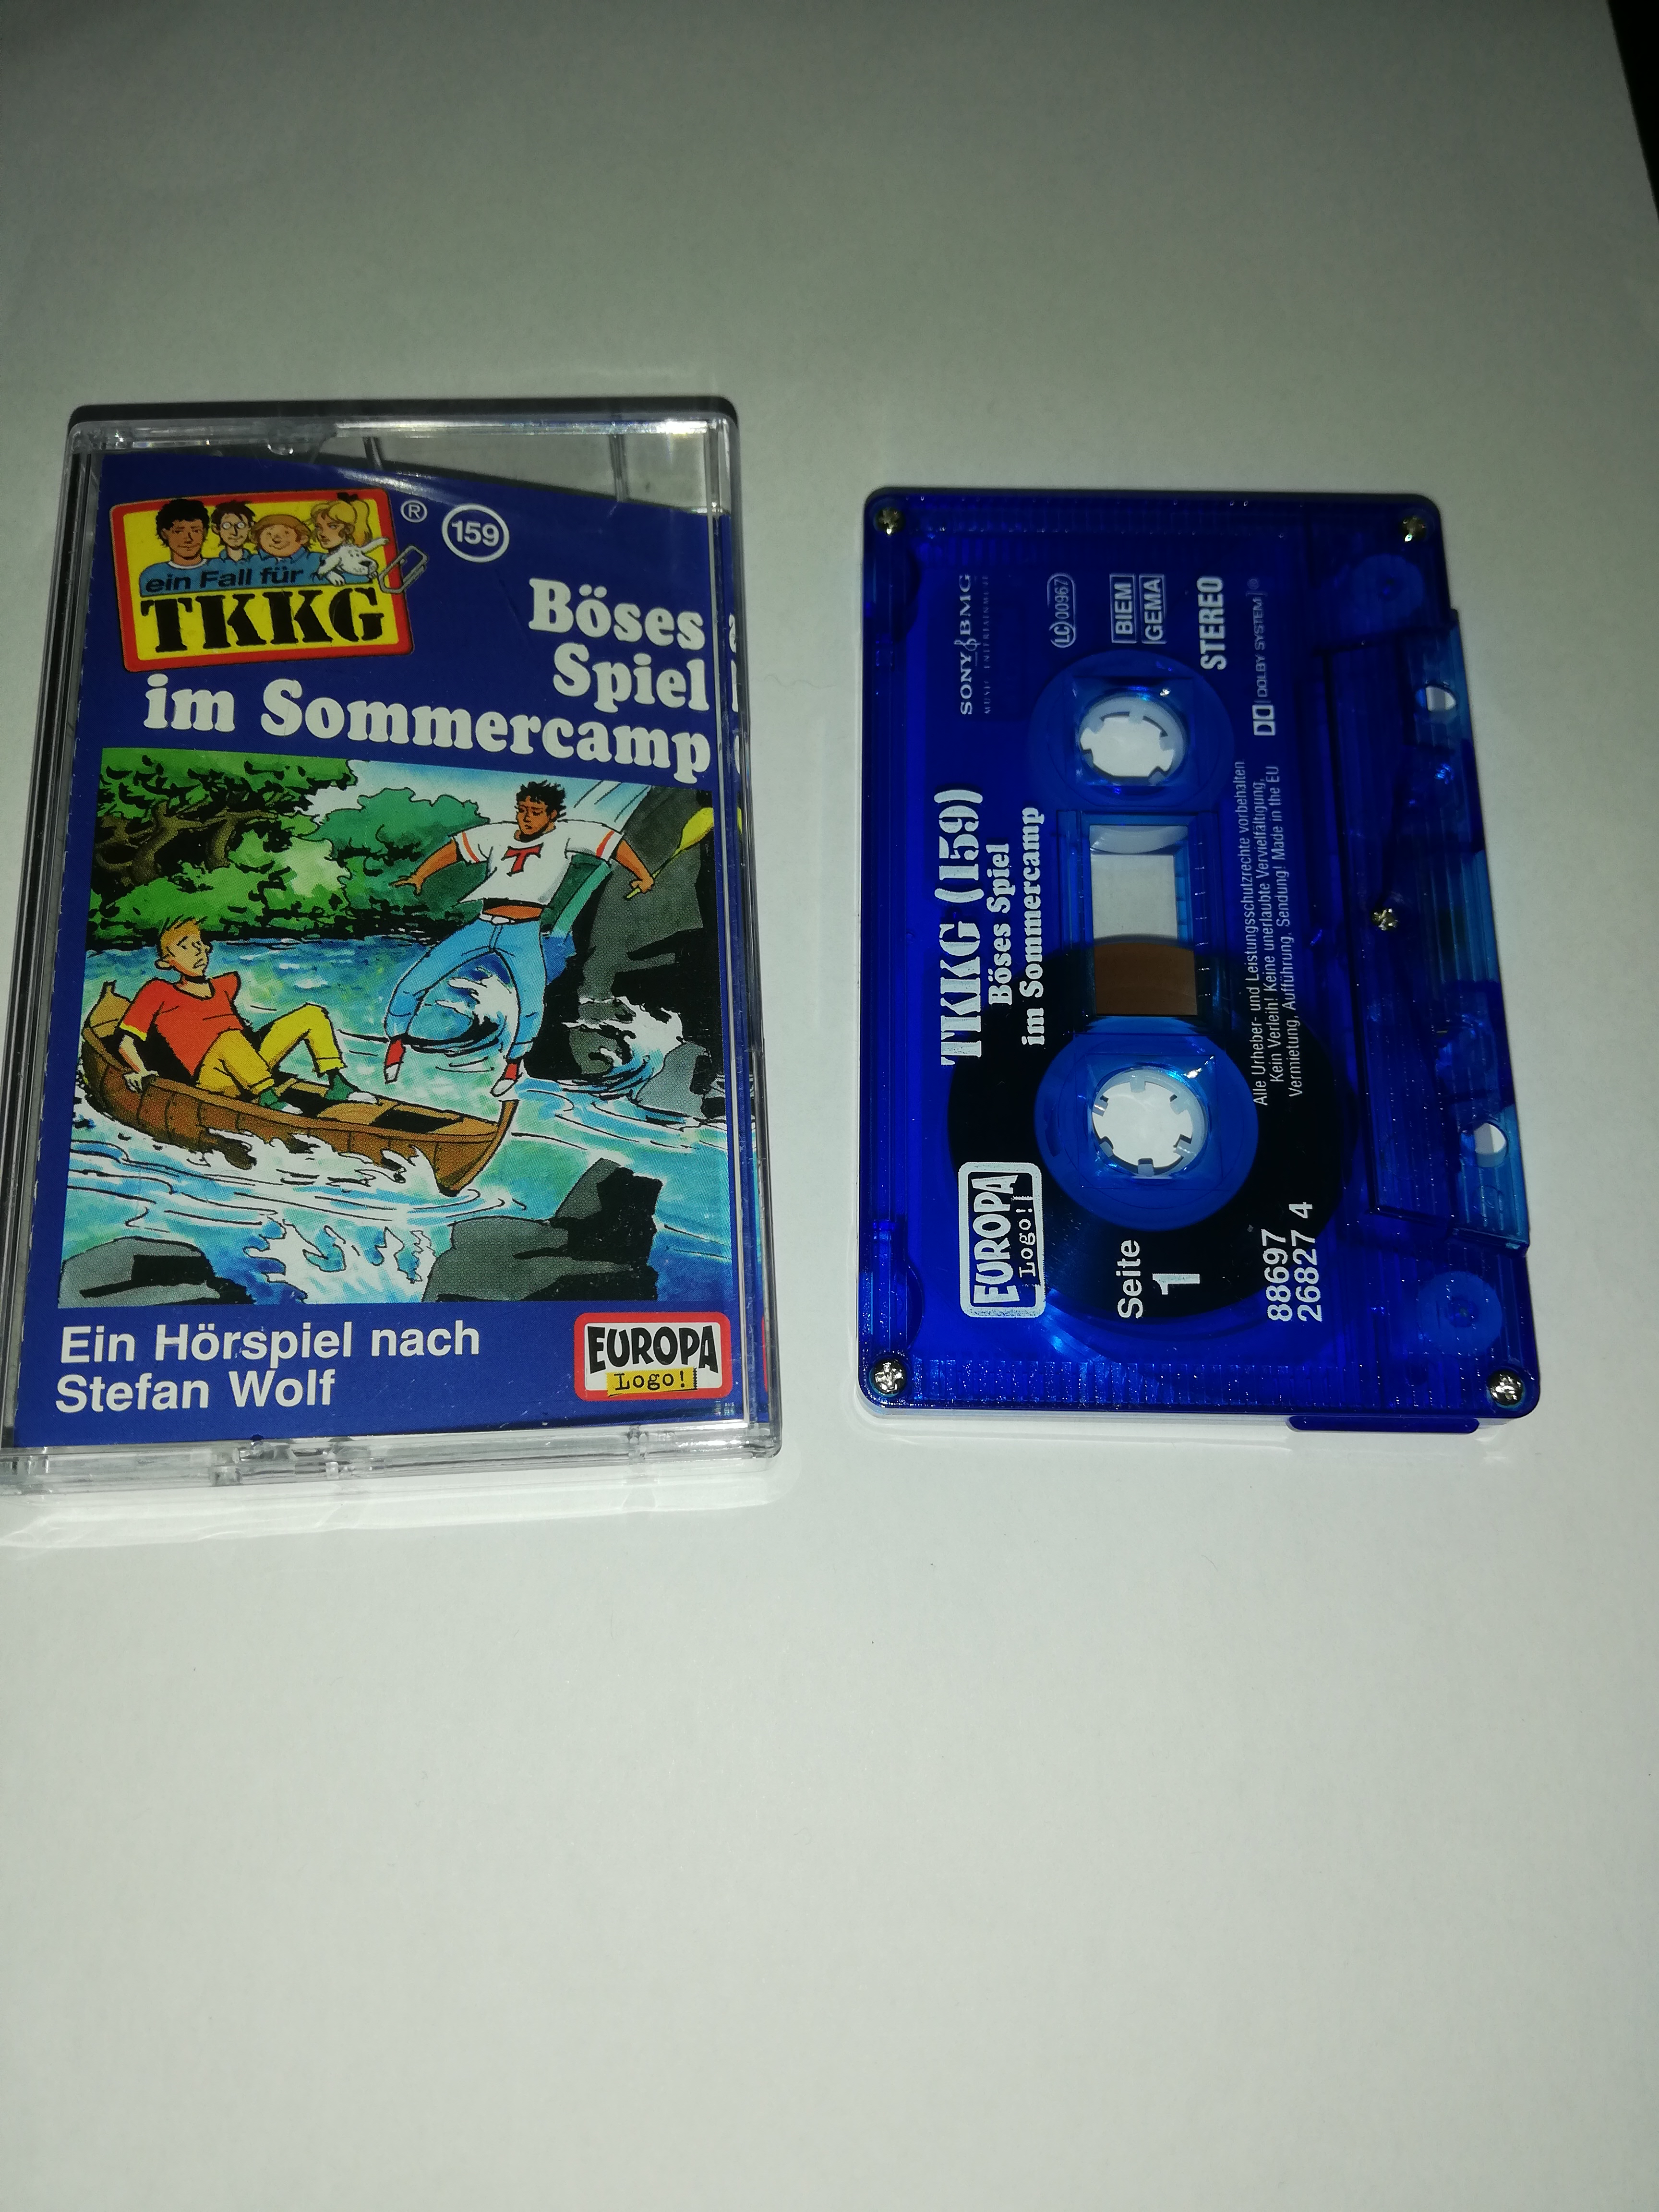 ein Fall für
TKKG
®
159
Böses
Spiel
im Sommercamp
T
Ein Hörspiel nach
Stefan Wolf
EUROPA
Logo!
TKKG (159)
Böses Spiel
im Sommercamp
EUROPA
Logo!
Seite
1
SONY BMG
MUSIC ENTERTAINMENT
LC 00967
BIEM
GEMA
STEREO
DOLBY SYSTEM ®
Alle Urheber- und Leistungsschutzrechte vorbehalten
Kein Verleih! Keine unerlaubte Vervielfältigung,
Vermietung, Aufführung, Sendung! Made in the EU
88697
26827 4